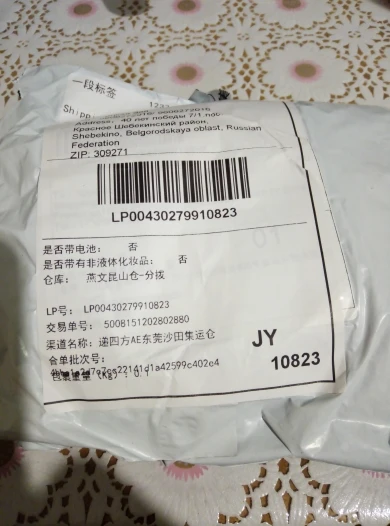 一段标签
Address: 40 лет победы 7/1 пос
Красное Шебекинский район,
Shebekino, Belgorodskaya oblast, Russian
Federation
ZIP: 309271
LP00430279910823
是否带电池: 否
是否带有非液体化妆品: 否
仓库: 燕文昆山仓-分拨
LP号: LP00430279910823
交易单号: 5008151202802880
渠道名称: 递四方AE东莞沙田集运仓
合单批次号:
包裹重量(Kg): 0.1
JY
10823